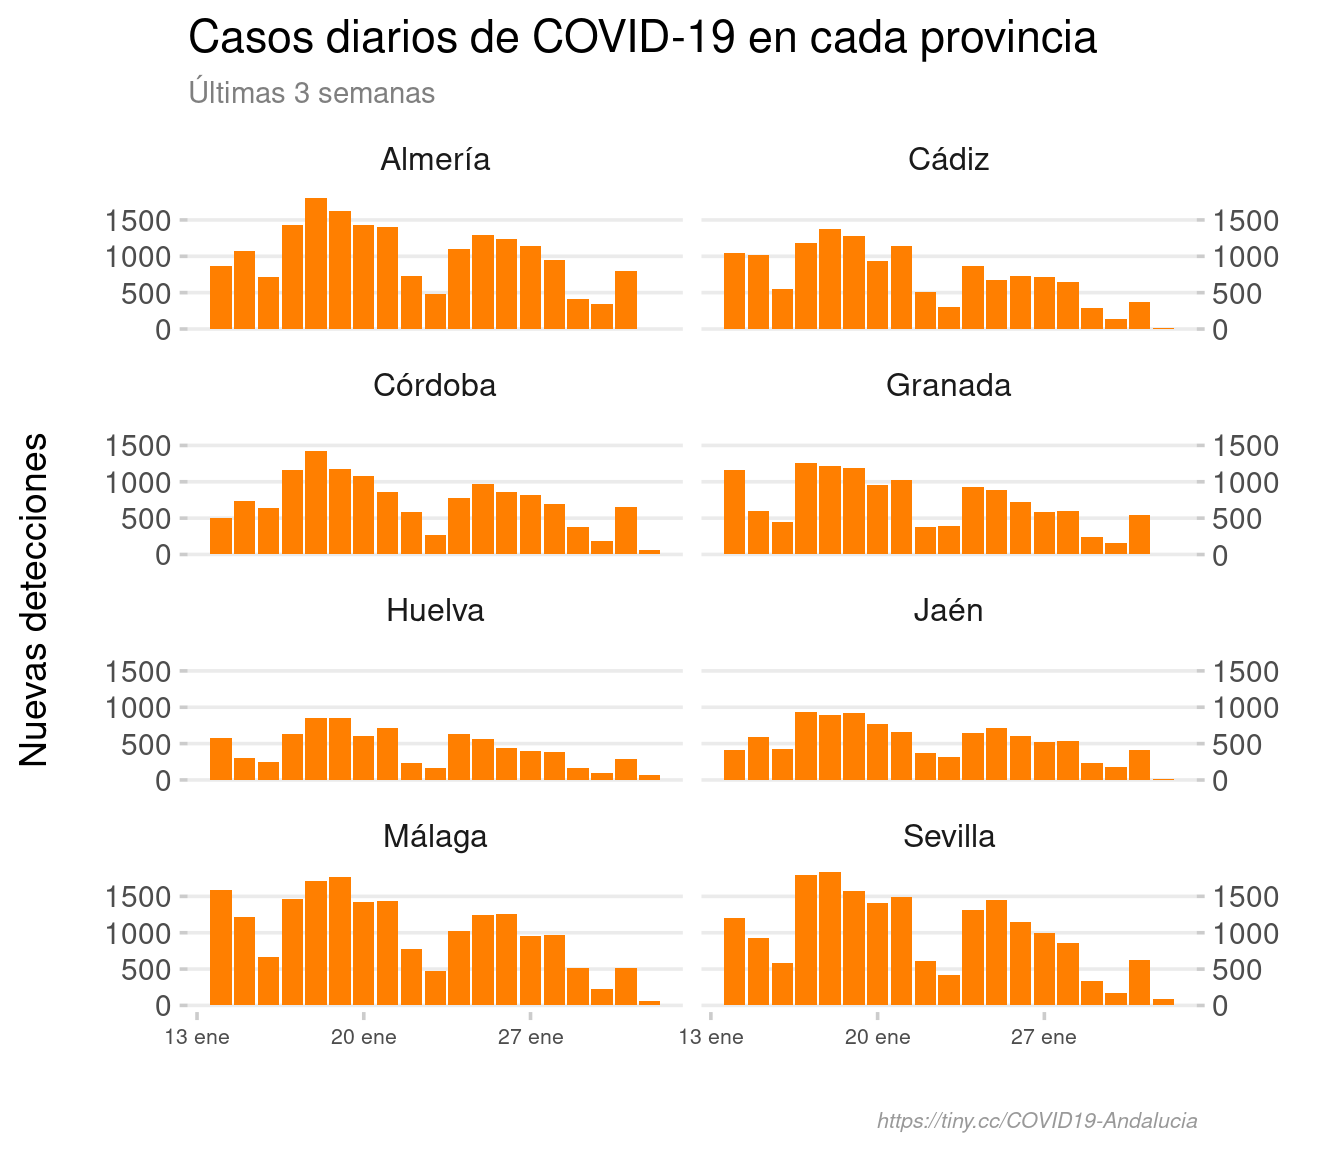 Casos diarios de COVID-19 en cada provincia
Últimas 3 semanas
Nuevas detecciones
Almería
Cádiz
1500
1000
500
0
1500
1000
500
0
Córdoba
Granada
1500
1000
500
0
1500
1000
500
0
Huelva
Jaén
1500
1000
500
0
1500
1000
500
0
Málaga
Sevilla
1500
1000
500
0
1500
1000
500
0
13 ene 20 ene 27 ene
13 ene 20 ene 27 ene
https://tiny.cc/COVID19-Andalucia